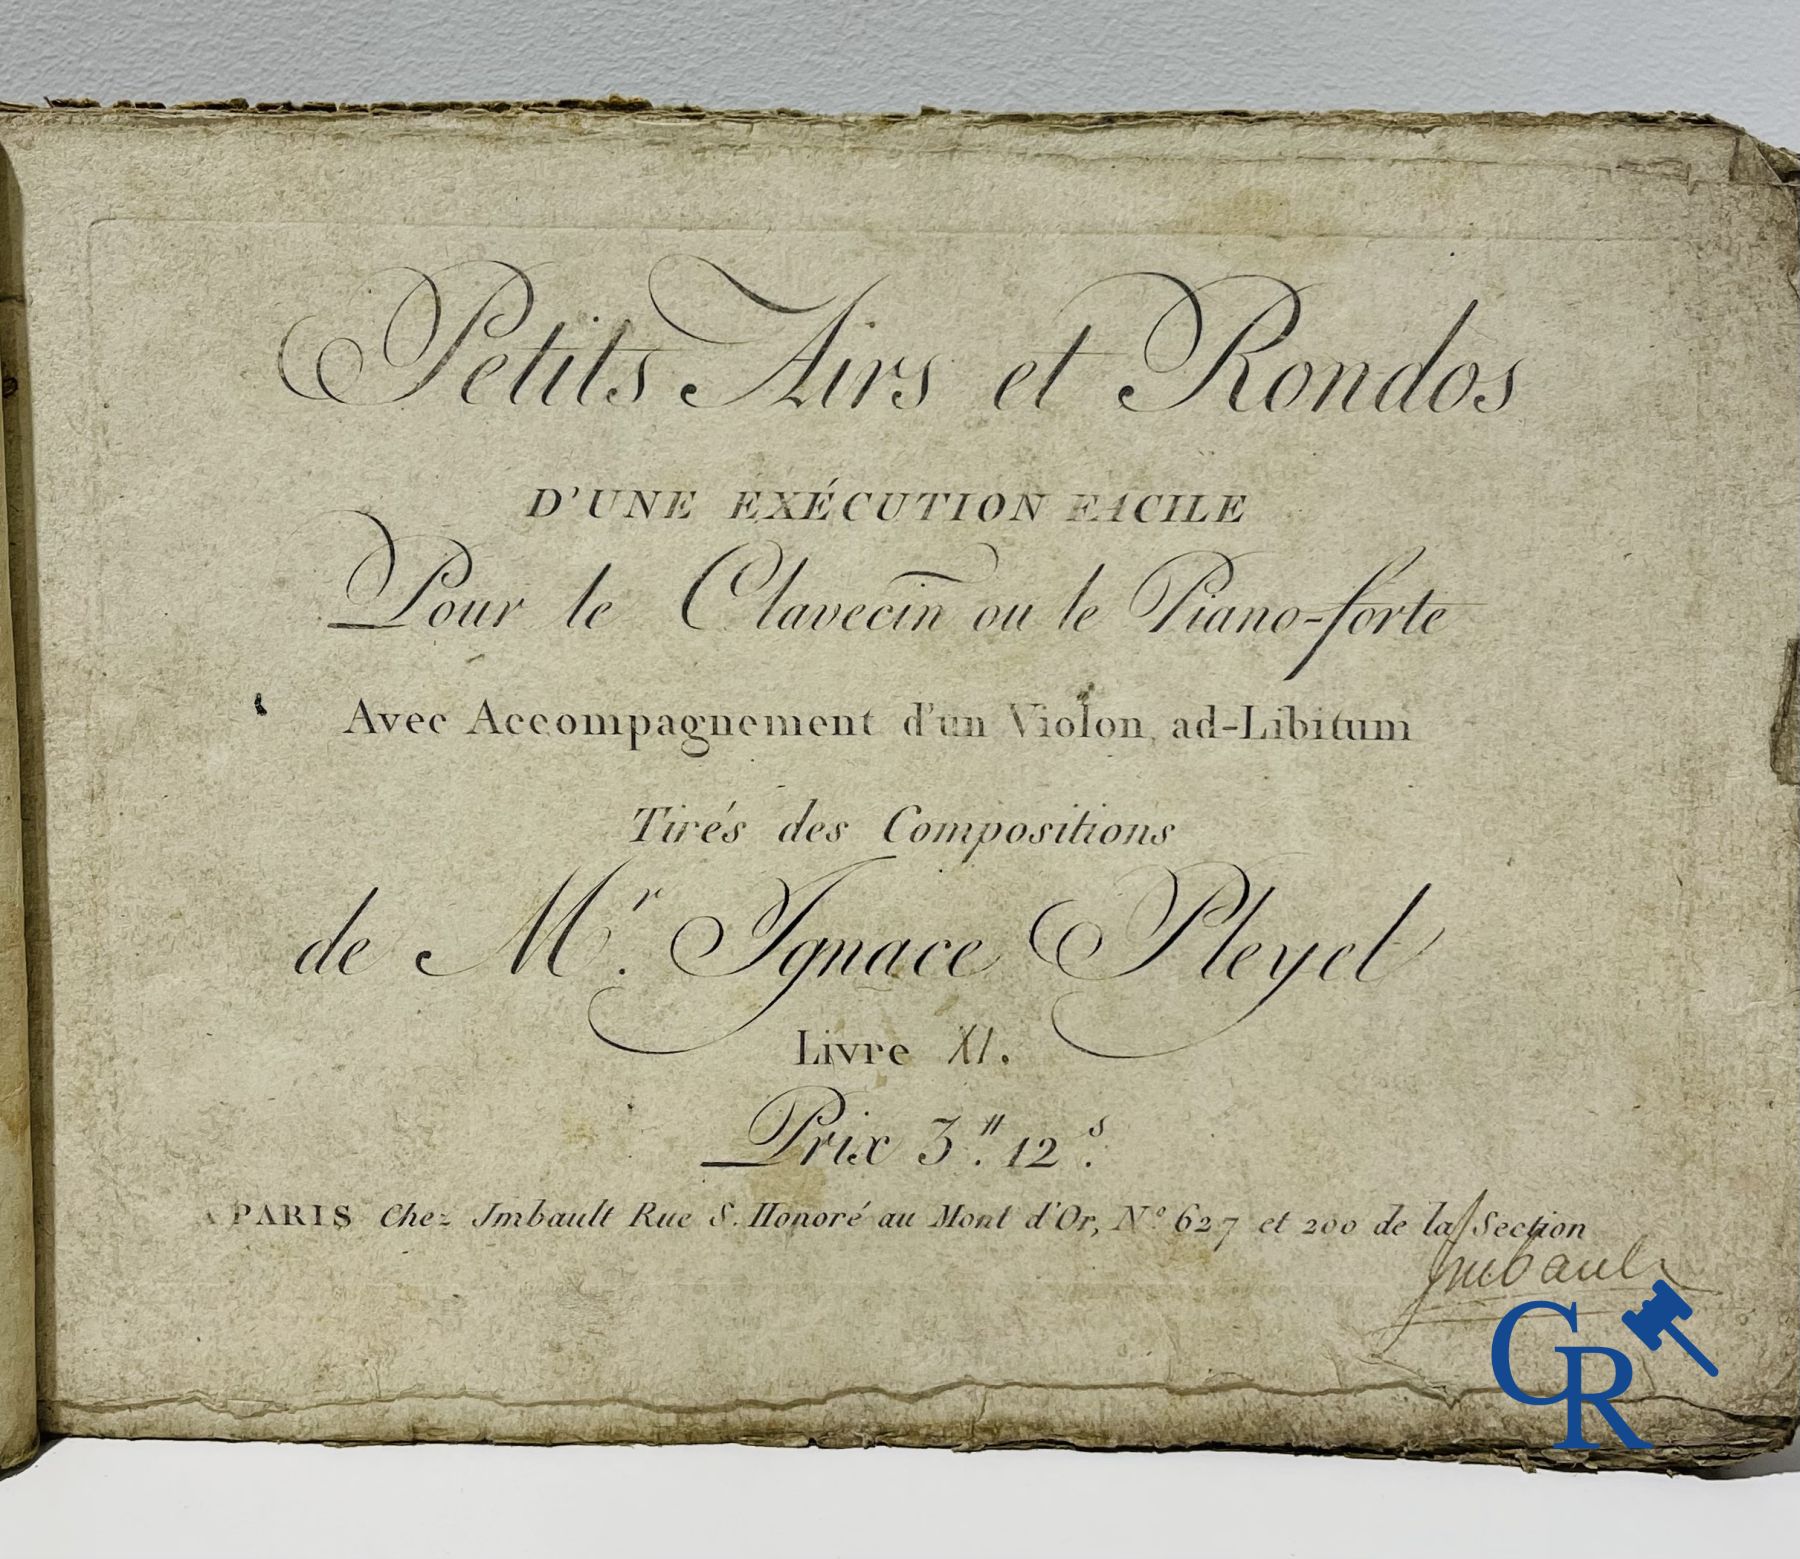 Petits Airs et Rondos
D'UNE EXÉCUTION FACILE
Pour le Clavecin ou le Piano-forte
Avec Accompagnement d'un Violon ad-Libitum
Tirés des Compositions
de Mr. Ignace Pleyel
Livre XI.
Prix 3.tt 12.s
A PARIS Chez Imbault Rue S. Honoré au Mont d'Or, No 627 et 200 de la Section
Imbault
CR